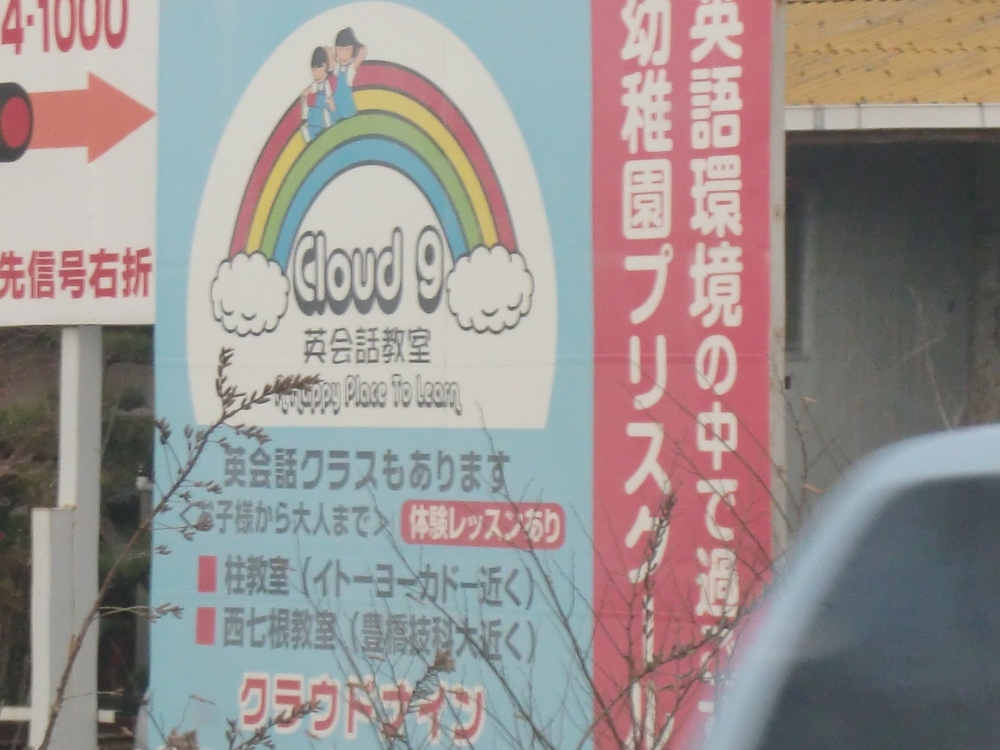 4-1000
先信号右折
Cloud 9
英会話教室
A Happy Place To Learn
英会話クラスもあります
<お子様から大人まで>
体験レッスンあり
柱教室(イトーヨーカドー近く)
西七根教室(豊橋技科大近く)
クラウドナイン
英語環境の中で過
幼稚園プリスクール